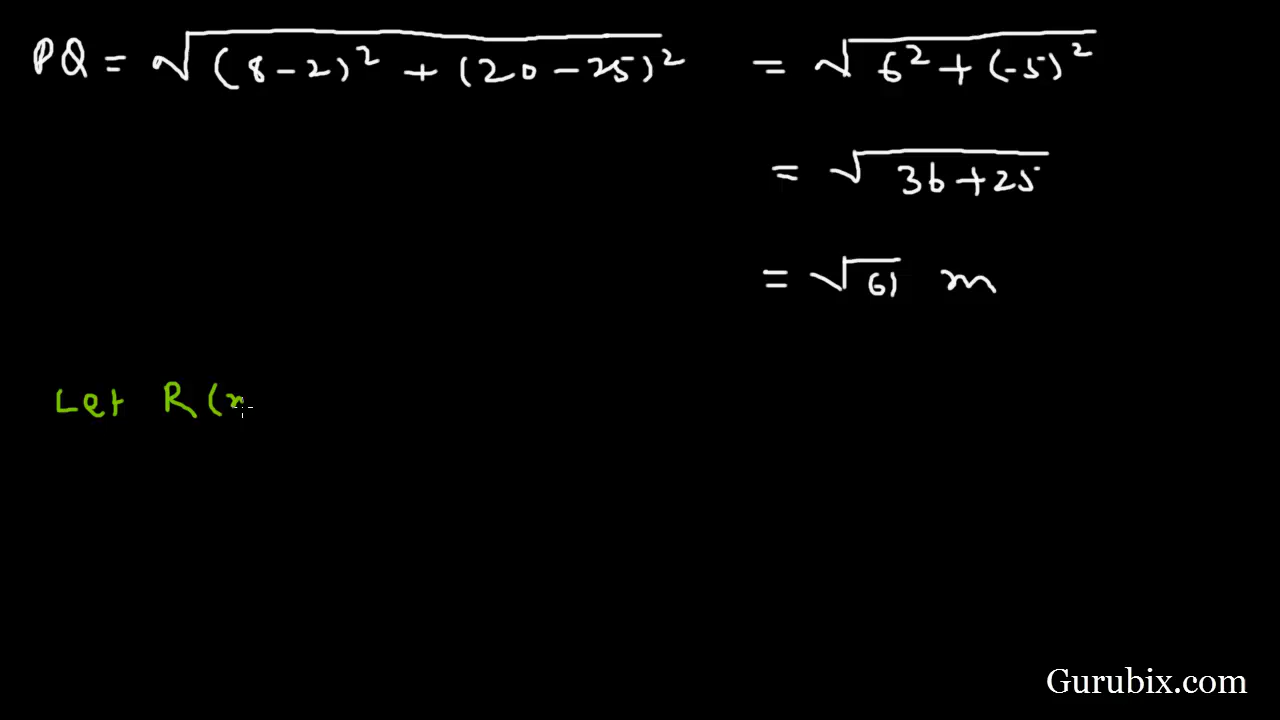 PQ = √(8-2)² + (20-25)² = √6² + (-5)²
= √36+25
= √61 m
Let R(x
Gurubix.com